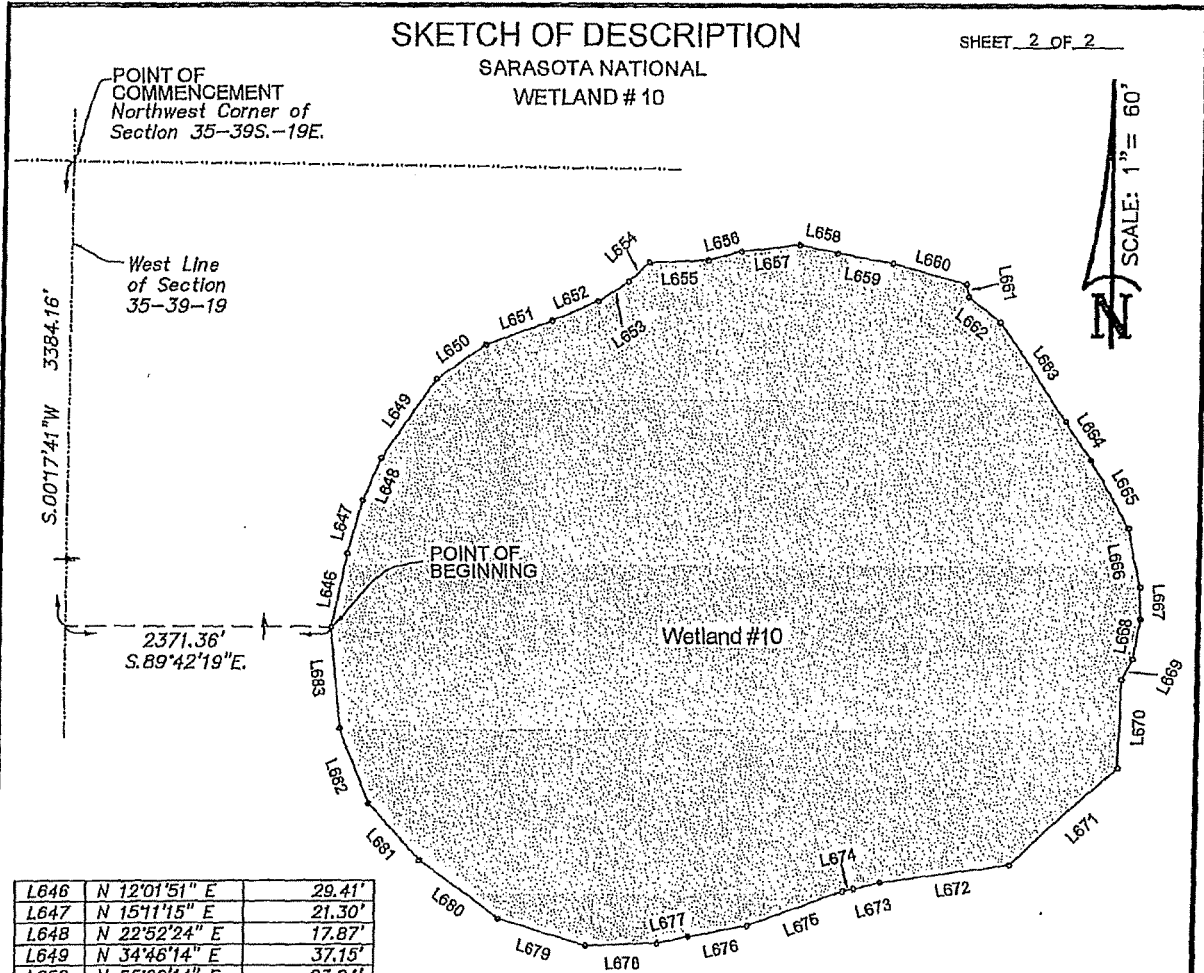 SKETCH OF DESCRIPTION
SHEET 2 OF 2
SARASOTA NATIONAL
WETLAND # 10
POINT OF
COMMENCEMENT
Northwest Corner of
Section 35-39S.-19E.
SCALE: 1"= 60'
N
West Line
of Section
35-39-19
S.00°17'41"W 3384.16'
L654
L655
L656
L657
L658
L659
L660
L661
L662
L653
L652
L651
L650
L649
L648
L647
L646
L663
L664
L665
L666
L667
L668
L669
L670
POINT OF
BEGINNING
Wetland #10
2371.36'
S.89°42'19"E.
L683
L682
L681
L680
L679
L678
L677
L676
L675
L674
L673
L672
L671
L646 N 12°01'51" E 29.41'
L647 N 15°11'15" E 21.30'
L648 N 22°52'24" E 17.87'
L649 N 34°46'14" E 37.15'